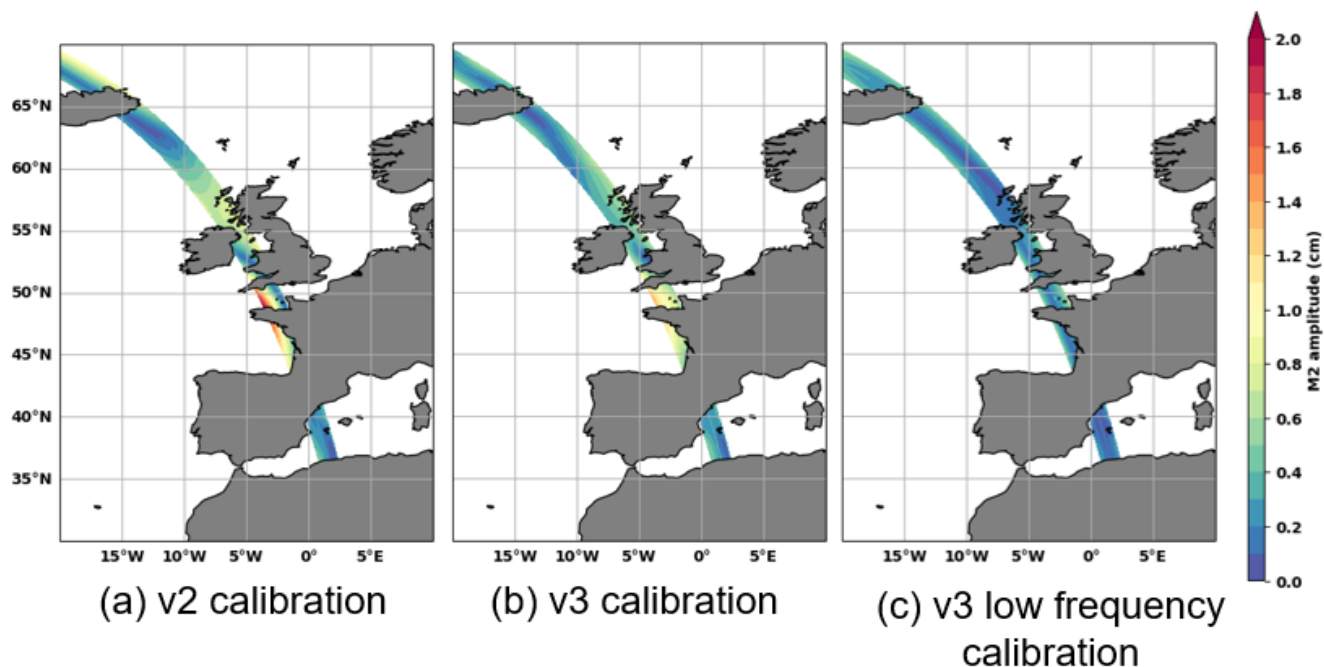 65°N
60°N
55°N
50°N
45°N
40°N
35°N
15°W 10°W 5°W 0° 5°E
15°W 10°W 5°W 0° 5°E
15°W 10°W 5°W 0° 5°E
2.0
1.8
1.6
1.4
1.2
1.0
0.8
0.6
0.4
0.2
0.0
M2 amplitude (cm)
(a) v2 calibration
(b) v3 calibration
(c) v3 low frequency
calibration